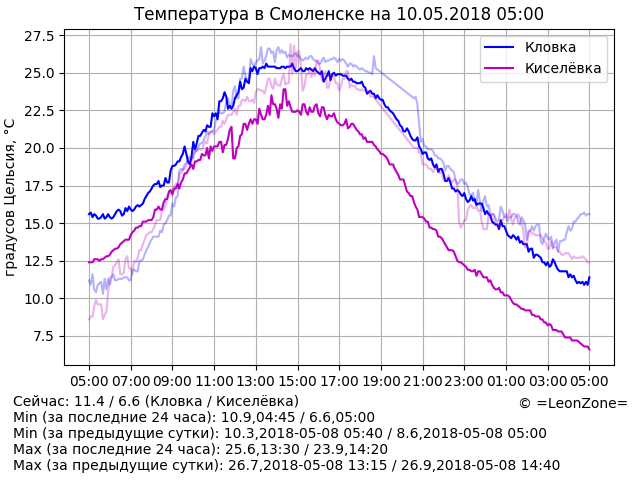 Температура в Смоленске на 10.05.2018 05:00
градусов Цельсия, °C
27.5
25.0
22.5
20.0
17.5
15.0
12.5
10.0
7.5
Кловка
Киселёвка
05:00 07:00 09:00 11:00 13:00 15:00 17:00 19:00 21:00 23:00 01:00 03:00 05:00
Сейчас: 11.4 / 6.6 (Кловка / Киселёвка)
© =LeonZone=
Min (за последние 24 часа): 10.9,04:45 / 6.6,05:00
Min (за предыдущие сутки): 10.3,2018-05-08 05:40 / 8.6,2018-05-08 05:00
Max (за последние 24 часа): 25.6,13:30 / 23.9,14:20
Max (за предыдущие сутки): 26.7,2018-05-08 13:15 / 26.9,2018-05-08 14:40